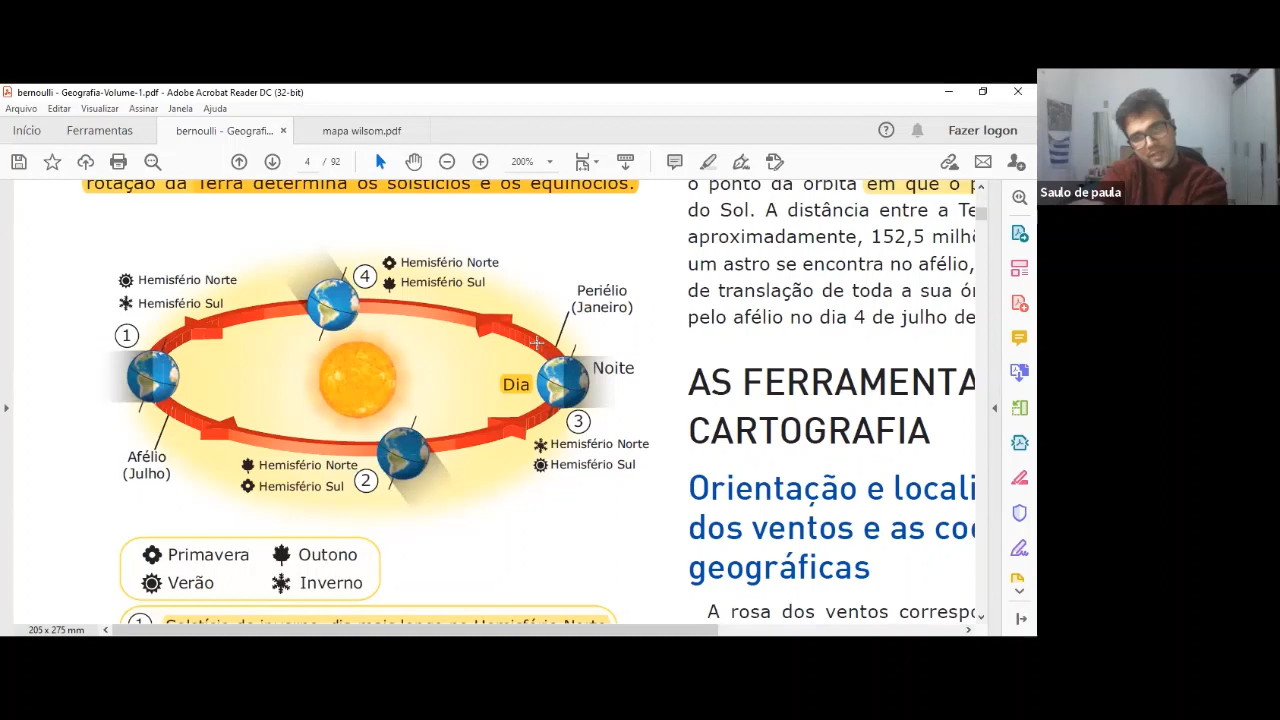 bernoulli - Geografia-Volume-1.pdf - Adobe Acrobat Reader DC (32-bit)
Arquivo Editar Visualizar Assinar Janela Ajuda
Início Ferramentas bernoulli - Geografi... × mapa wilsom.pdf Fazer logon
4 / 92 200%
rotação da Terra determina os solstícios e os equinócios.
Hemisfério Norte
Hemisfério Sul
1
4
Hemisfério Norte
Hemisfério Sul
Periélio
(Janeiro)
Noite
Dia
3
Hemisfério Norte
Hemisfério Sul
Afélio
(Julho)
Hemisfério Norte
Hemisfério Sul
2
Primavera Outono
Verão Inverno
1
o ponto da órbita em que o
do Sol. A distância entre a Te
aproximadamente, 152,5 milhõ
um astro se encontra no afélio,
de translação de toda a sua ór
pelo afélio no dia 4 de julho de
AS FERRAMENTA
CARTOGRAFIA
Orientação e locali
dos ventos e as coo
geográficas
A rosa dos ventos corresp
205 x 275 mm
Saulo de paula